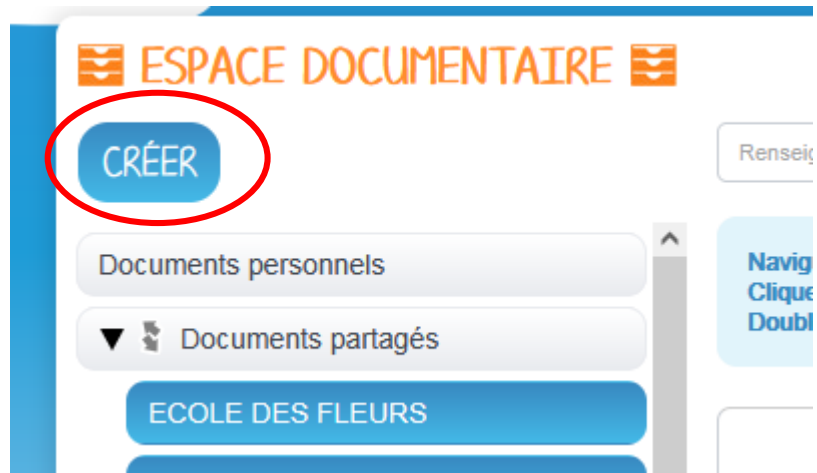 ESPACE DOCUMENTAIRE
CRÉER
Documents personnels
Documents partagés
ECOLE DES FLEURS